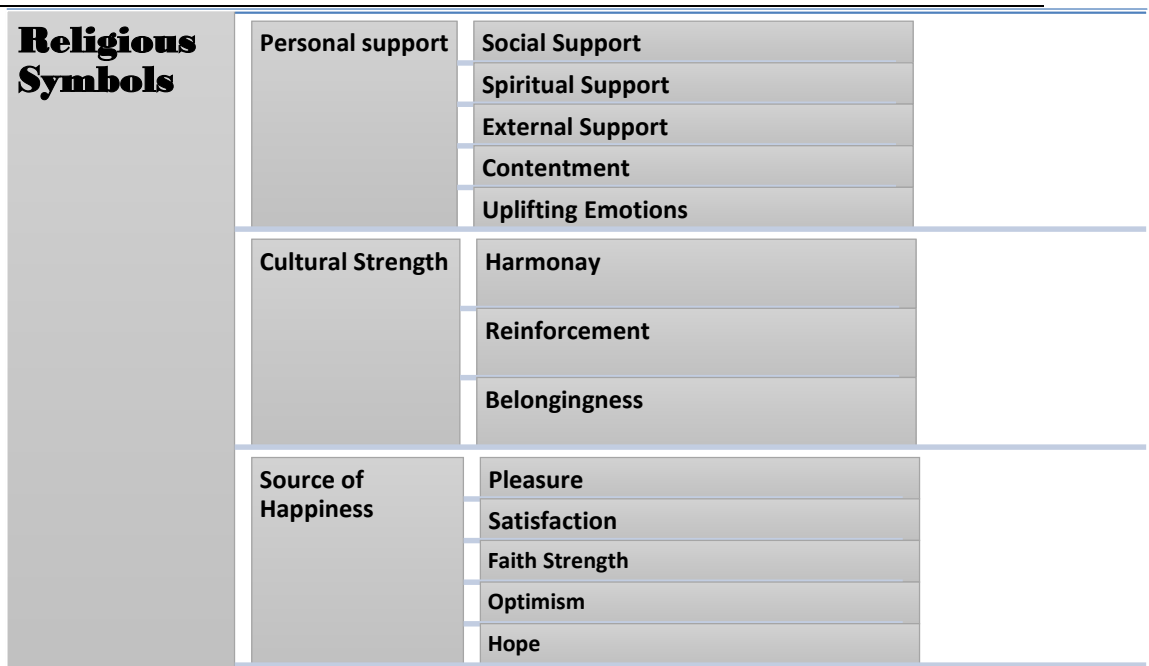 Religious
Symbols
Personal support
Social Support
Spiritual Support
External Support
Contentment
Uplifting Emotions
Cultural Strength
Harmonay
Reinforcement
Belongingness
Source of
Happiness
Pleasure
Satisfaction
Faith Strength
Optimism
Hope